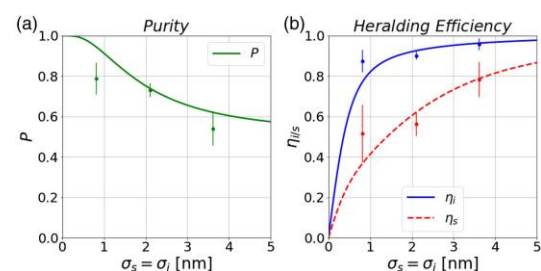 (a) Purity
1.0
0.8
0.6
0.4
0.2
0.0
P
P
0 1 2 3 4 5
σs = σi [nm]
(b) Heralding Efficiency
1.0
0.8
0.6
0.4
0.2
0.0
ηi/s
ηi
ηs
0 1 2 3 4 5
σs = σi [nm]